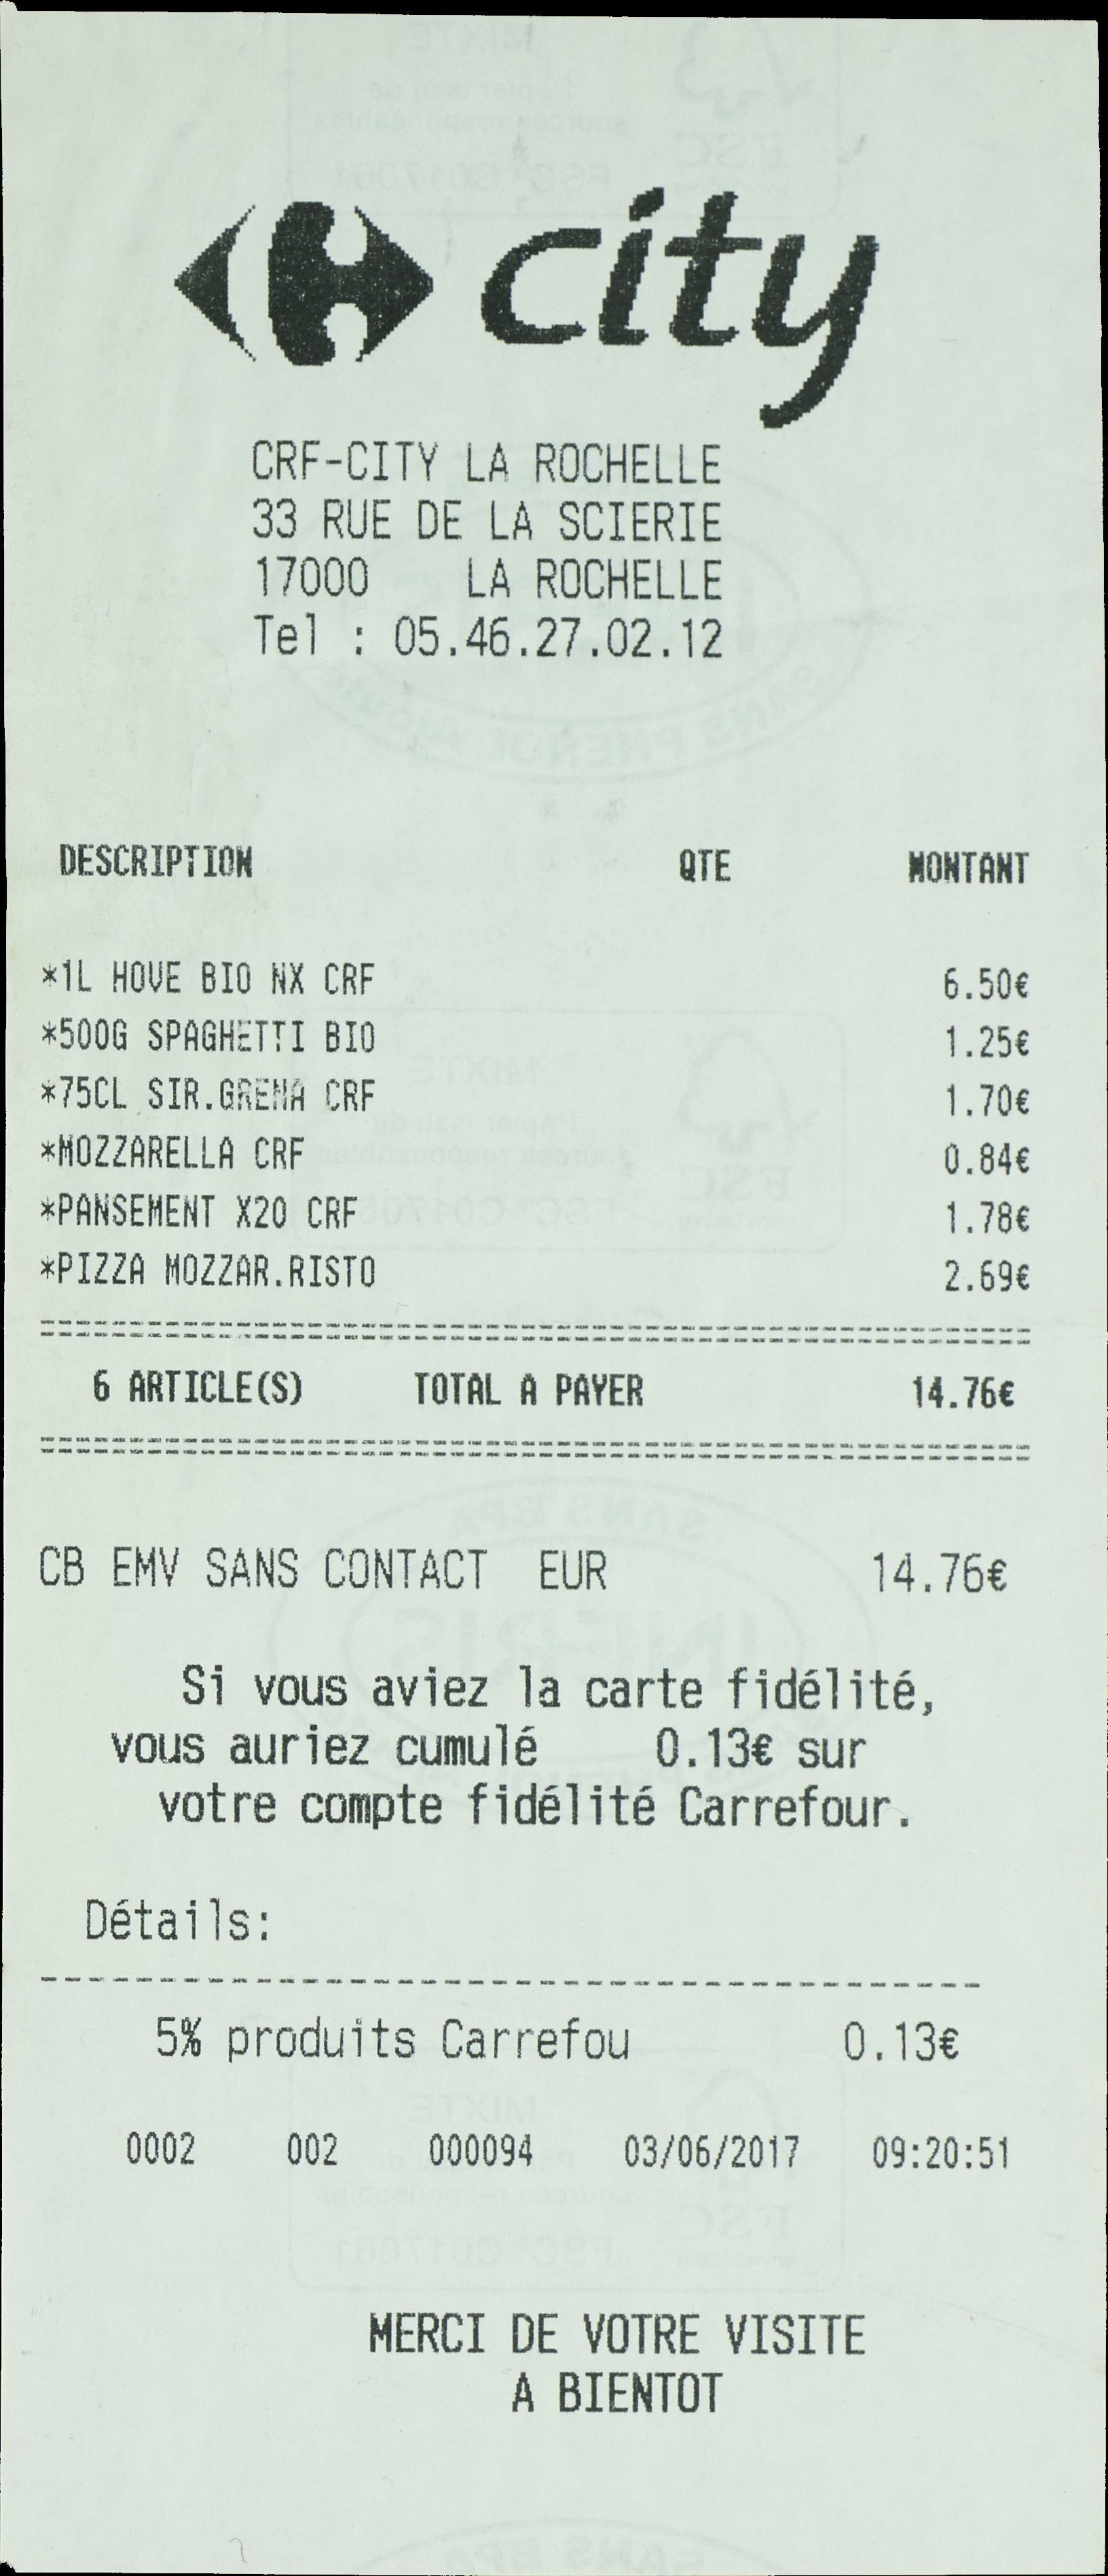 city
CRF-CITY LA ROCHELLE
33 RUE DE LA SCIERIE
17000 LA ROCHELLE
Tel : 05.46.27.02.12
DESCRIPTION QTE MONTANT
*1L HOVE BIO NX CRF 6.50€
*500G SPAGHETTI BIO 1.25€
*75CL SIR.GRENA CRF 1.70€
*MOZZARELLA CRF 0.84€
*PANSEMENT X20 CRF 1.78€
*PIZZA MOZZAR.RISTO 2.69€
6 ARTICLE(S) TOTAL A PAYER 14.76€
CB EMV SANS CONTACT EUR 14.76€
Si vous aviez la carte fidélité,
vous auriez cumulé 0.13€ sur
votre compte fidélité Carrefour.
Détails:
5% produits Carrefou 0.13€
0002 002 000094 03/06/2017 09:20:51
MERCI DE VOTRE VISITE
A BIENTOT